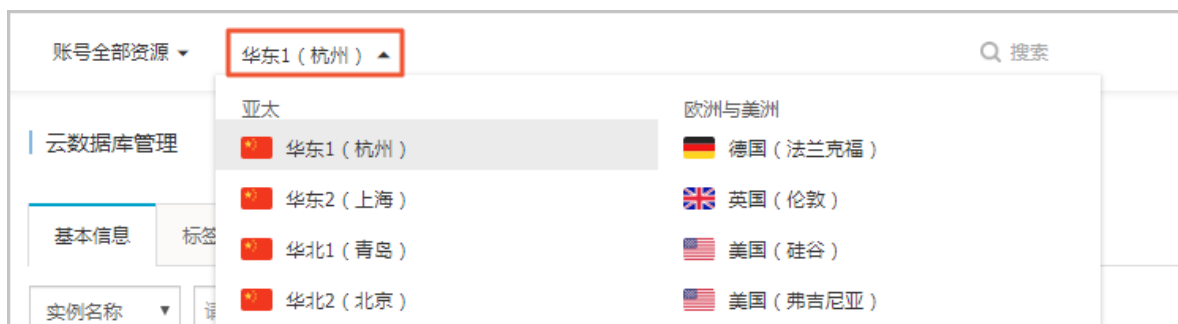 账号全部资源
华东1（杭州）
搜索
亚太
欧洲与美洲
云数据库管理
华东1（杭州）
德国（法兰克福）
华东2（上海）
英国（伦敦）
基本信息
标签
华北1（青岛）
美国（硅谷）
实例名称
请
华北2（北京）
美国（弗吉尼亚）